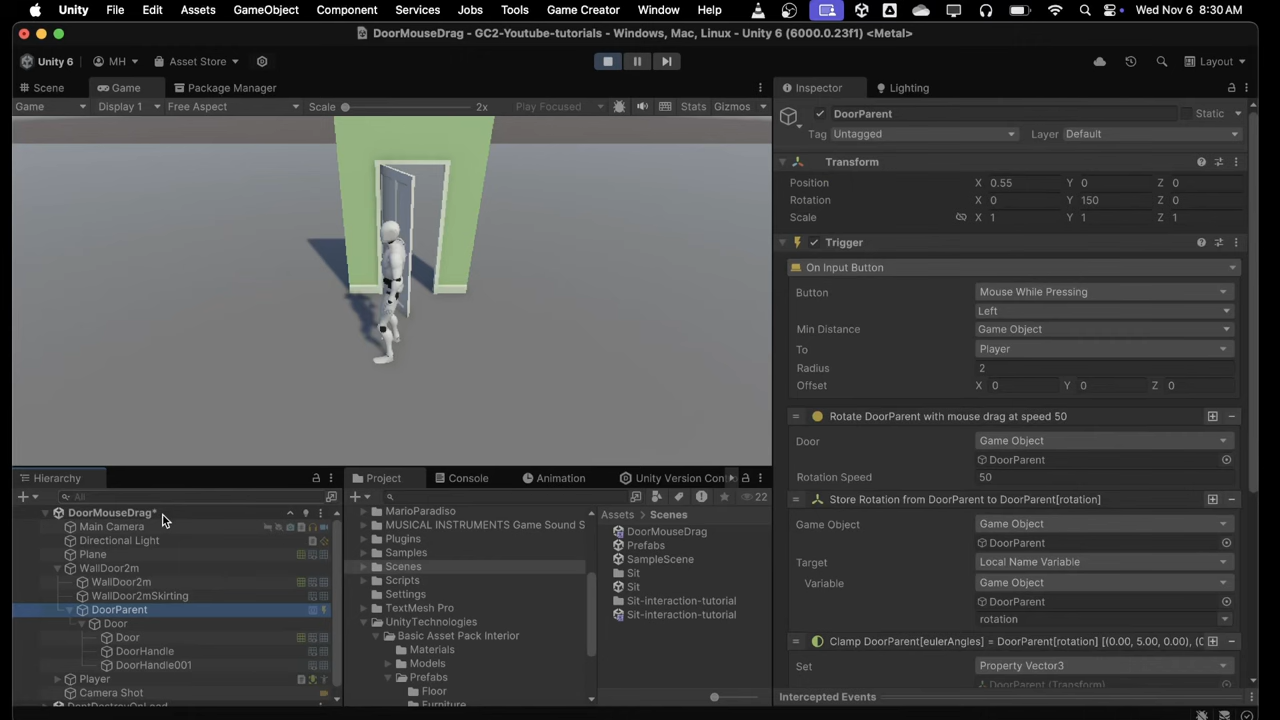 Unity File Edit Assets GameObject Component Services Jobs Tools Game Creator Window Help Wed Nov 6 8:30 AM
DoorMouseDrag - GC2-Youtube-tutorials - Windows, Mac, Linux - Unity 6 (6000.0.23f1) <Metal>
Unity 6 MH Asset Store Layout
Scene Game Package Manager
Game Display 1 Free Aspect Scale 2x Play Focused Stats Gizmos
Inspector Lighting
DoorParent Static
Tag Untagged Layer Default
Transform
Position X 0.55 Y 0 Z 0
Rotation X 0 Y 150 Z 0
Scale X 1 Y 1 Z 1
Trigger
On Input Button
Button Mouse While Pressing
Left
Min Distance Game Object
To Player
Radius 2
Offset X 0 Y 0 Z 0
Rotate DoorParent with mouse drag at speed 50
Door Game Object
DoorParent
Rotation Speed 50
Store Rotation from DoorParent to DoorParent[rotation]
Game Object Game Object
DoorParent
Target Local Name Variable
Variable Game Object
DoorParent
rotation
Clamp DoorParent[eulerAngles] = DoorParent[rotation] [(0.00, 5.00, 0.00), (0
Set Property Vector3
DoorParent (Transform)
Intercepted Events
Hierarchy
All
DoorMouseDrag*
Main Camera
Directional Light
Plane
WallDoor2m
WallDoor2m
WallDoor2mSkirting
DoorParent
Door
Door
DoorHandle
DoorHandle001
Player
Camera Shot
DontDestroyOnLoad
Project Console Animation Unity Version Con
22
MarioParadiso
MUSICAL INSTRUMENTS Game Sound S
Plugins
Samples
Scenes
Scripts
Settings
TextMesh Pro
UnityTechnologies
Basic Asset Pack Interior
Materials
Models
Prefabs
Floor
Furniture
Assets > Scenes
DoorMouseDrag
Prefabs
SampleScene
Sit
Sit
Sit-interaction-tutorial
Sit-interaction-tutorial